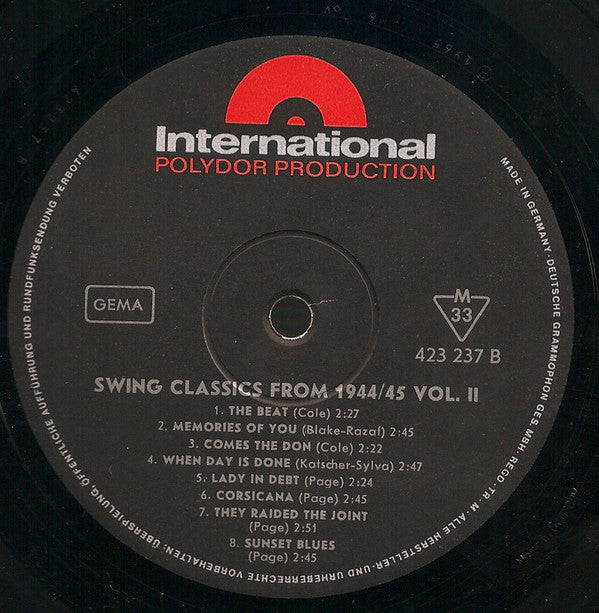 International
POLYDOR PRODUCTION
GEMA
M
33
423 237 B
SWING CLASSICS FROM 1944/45 VOL. II
1. THE BEAT (Cole) 2:27
2. MEMORIES OF YOU (Blake-Razaf) 2:45
3. COMES THE DON (Cole) 2:22
4. WHEN DAY IS DONE (Katscher-Sylva) 2:47
5. LADY IN DEBT (Page) 2:24
6. CORSICANA (Page) 2:45
7. THEY RAIDED THE JOINT
(Page) 2:51
8. SUNSET BLUES
(Page) 2:45
MADE IN GERMANY · DEUTSCHE GRAMMOPHON GES. MBH · REGD. TR. M. ALLE HERSTELLER- UND URHEBERRECHTE VORBEHALTEN: ÜBERSPIELUNG, ÖFFENTLICHE AUFFÜHRUNG UND RUNDFUNKSENDUNG VERBOTEN
1965